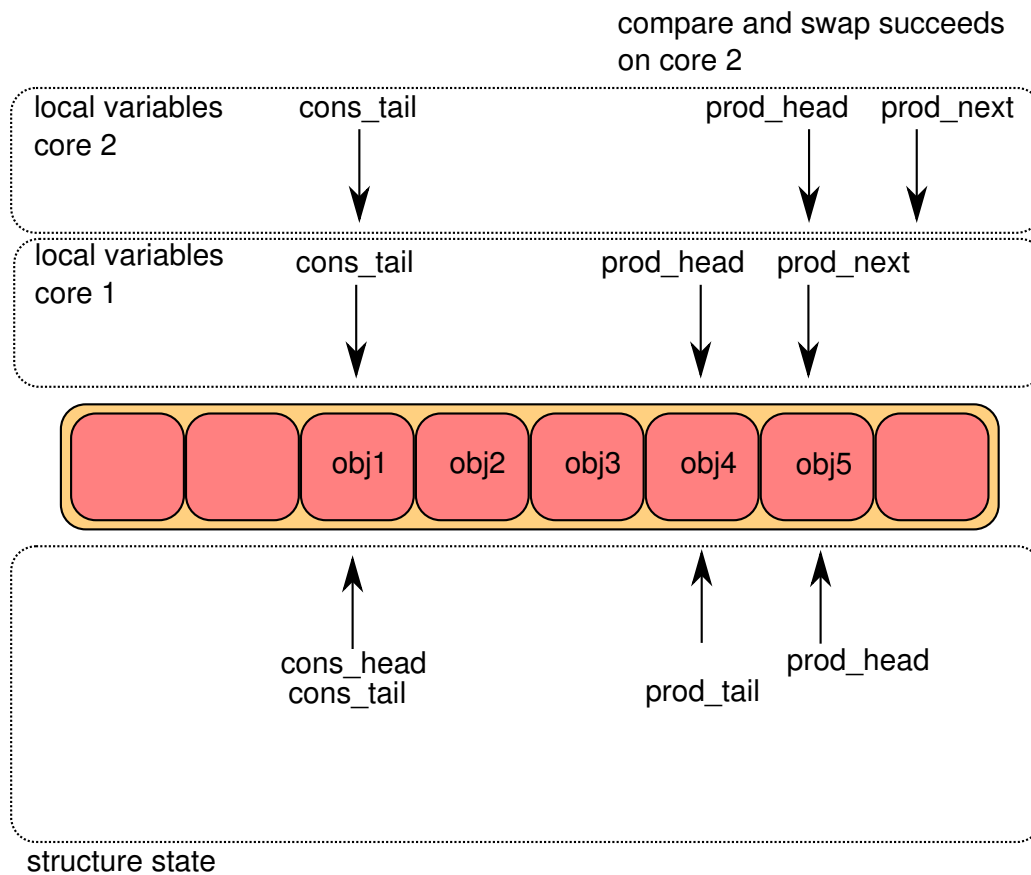 compare and swap succeeds
on core 2
local variables
core 2
cons_tail
prod_head
prod_next
local variables
core 1
cons_tail
prod_head
prod_next
obj1
obj2
obj3
obj4
obj5
cons_head
cons_tail
prod_tail
prod_head
structure state